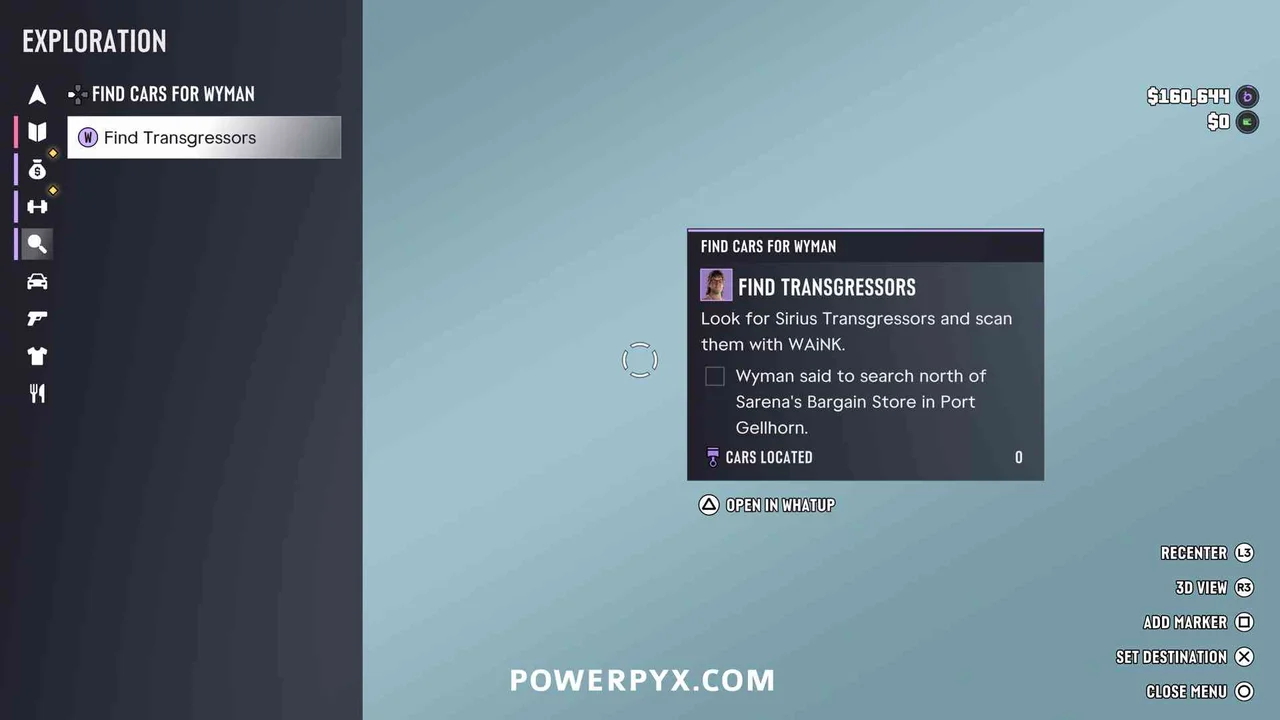 EXPLORATION
FIND CARS FOR WYMAN
W Find Transgressors
$160,644
$0
FIND CARS FOR WYMAN
FIND TRANSGRESSORS
Look for Sirius Transgressors and scan
them with WAiNK.
Wyman said to search north of
Sarena's Bargain Store in Port
Gellhorn.
CARS LOCATED 0
OPEN IN WHATUP
RECENTER L3
3D VIEW R3
ADD MARKER
SET DESTINATION
CLOSE MENU
POWERPYX.COM